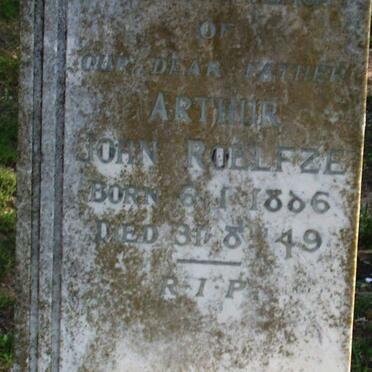 OF
OUR DEAR FATHER
ARTHUR
JOHN ROELFZE
BORN 6.1.1886
DIED 31.8.49
R.I.P